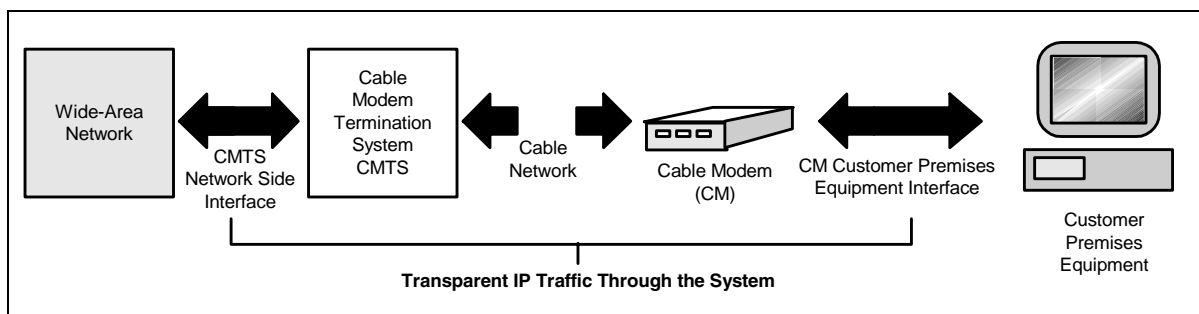 Wide-Area
Network
CMTS
Network Side
Interface
Cable
Modem
Termination
System
CMTS
Cable
Network
Cable Modem
(CM)
CM Customer Premises
Equipment Interface
Customer
Premises
Equipment
Transparent IP Traffic Through the System